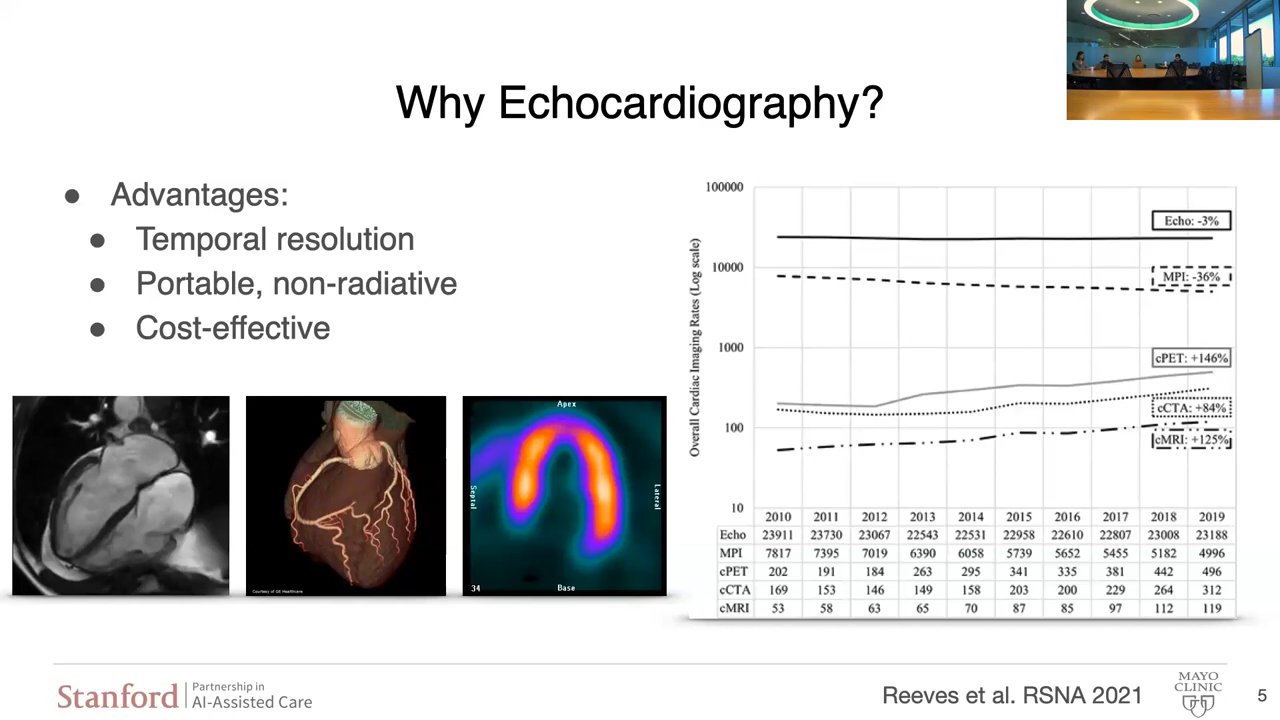 Why Echocardiography?
● Advantages:
● Temporal resolution
● Portable, non-radiative
● Cost-effective
Apex
Septal
Lateral
34
Base
Courtesy of GE Healthcare
Overall Cardiac Imaging Rates (Log scale)
100000
10000
1000
100
10
Echo: -3%
MPI: -36%
cPET: +146%
cCTA: +84%
cMRI: +125%
2010 2011 2012 2013 2014 2015 2016 2017 2018 2019
Echo 23911 23730 23067 22543 22531 22958 22610 22807 23008 23188
MPI 7817 7395 7019 6390 6058 5739 5652 5455 5182 4996
cPET 202 191 184 263 295 341 335 381 442 496
cCTA 169 153 146 149 158 203 200 229 264 312
cMRI 53 58 63 65 70 87 85 97 112 119
Stanford
Partnership in
AI-Assisted Care
Reeves et al. RSNA 2021
MAYO
CLINIC
5